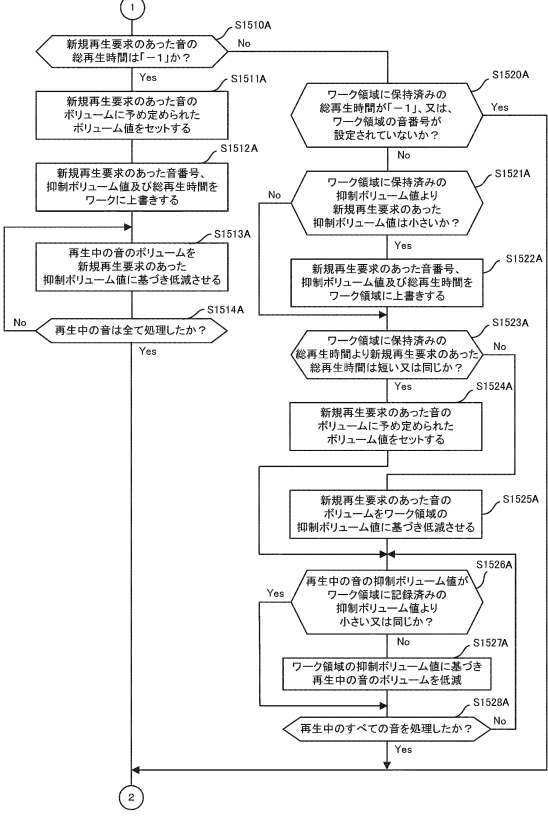 1
S1510A
新規再生要求のあった音の
総再生時間は「－1」か？
No
Yes
S1511A
新規再生要求のあった音の
ボリュームに予め定められた
ボリューム値をセットする
S1512A
新規再生要求のあった音番号、
抑制ボリューム値及び総再生時間を
ワークに上書きする
S1513A
再生中の音のボリュームを
新規再生要求のあった
抑制ボリューム値に基づき低減させる
S1514A
No
再生中の音は全て処理したか？
Yes
S1520A
ワーク領域に保持済みの
総再生時間が「－1」、又は、
ワーク領域の音番号が
設定されていないか？
Yes
No
S1521A
No
ワーク領域に保持済みの
抑制ボリューム値より
新規再生要求のあった
抑制ボリューム値は小さいか？
Yes
S1522A
新規再生要求のあった音番号、
抑制ボリューム値及び総再生時間を
ワーク領域に上書きする
S1523A
ワーク領域に保持済みの
総再生時間より新規再生要求のあった
総再生時間は短い又は同じか？
No
Yes
S1524A
新規再生要求のあった音の
ボリュームに予め定められた
ボリューム値をセットする
S1525A
新規再生要求のあった音の
ボリュームをワーク領域の
抑制ボリューム値に基づき低減させる
S1526A
Yes
再生中の音の抑制ボリューム値が
ワーク領域に記録済みの
抑制ボリューム値より
小さい又は同じか？
No
S1527A
ワーク領域の抑制ボリューム値に基づき
再生中の音のボリュームを低減
S1528A
再生中のすべての音を処理したか？
No
Yes
2